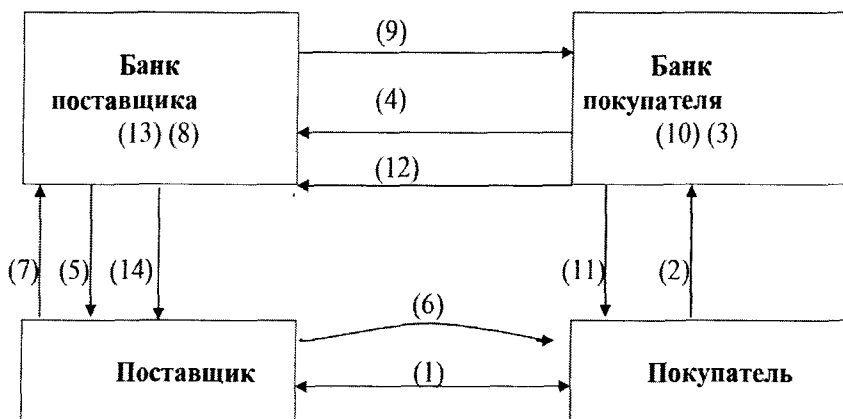 (9)
Банк
поставщика
(13) (8)
Банк
покупателя
(10) (3)
(4)
(12)
(7)
(5)
(14)
(11)
(2)
(6)
Поставщик
(1)
Покупатель